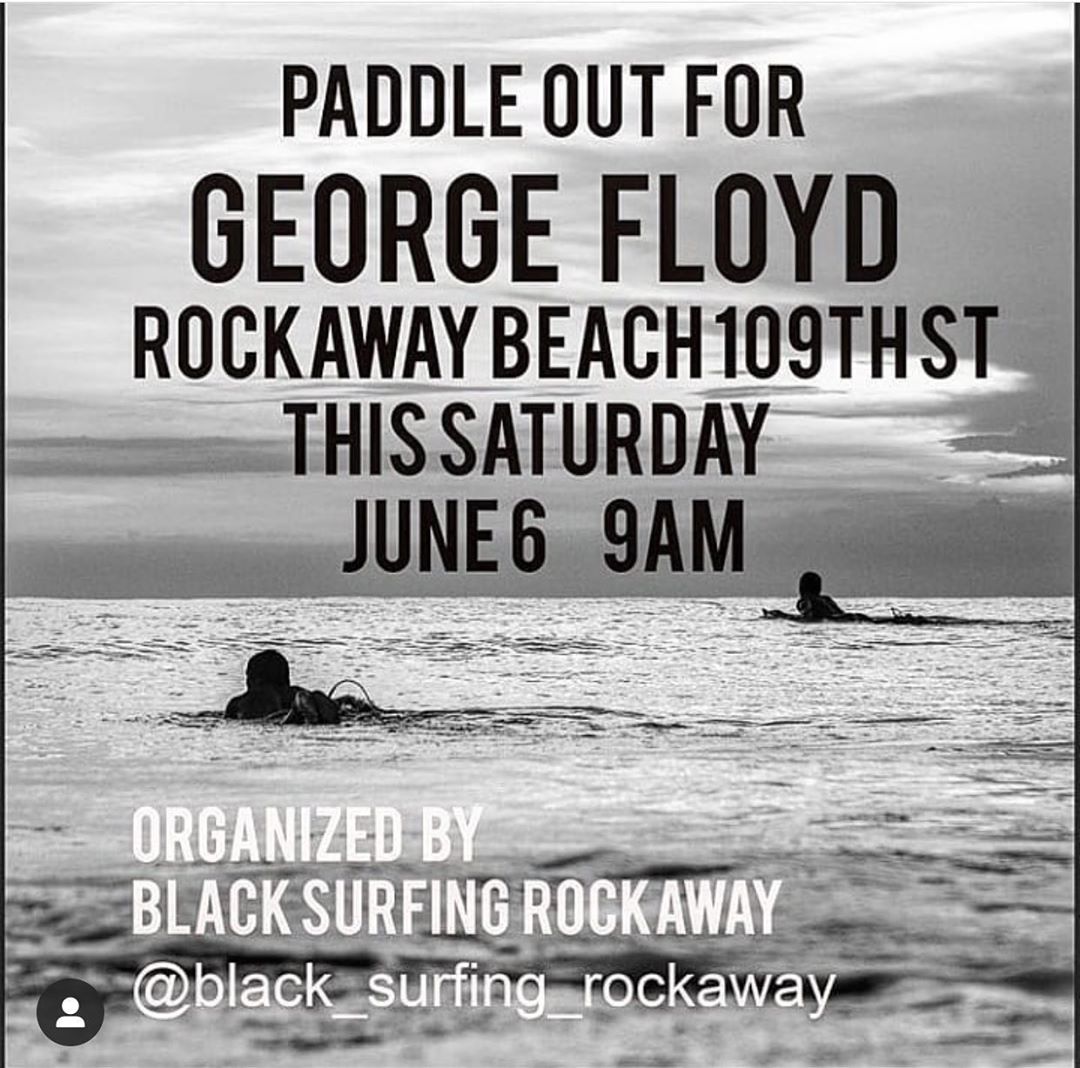 PADDLE OUT FOR
GEORGE FLOYD
ROCKAWAY BEACH 109TH ST
THIS SATURDAY
JUNE 6 9AM
ORGANIZED BY
BLACK SURFING ROCKAWAY
@black_surfing_rockaway